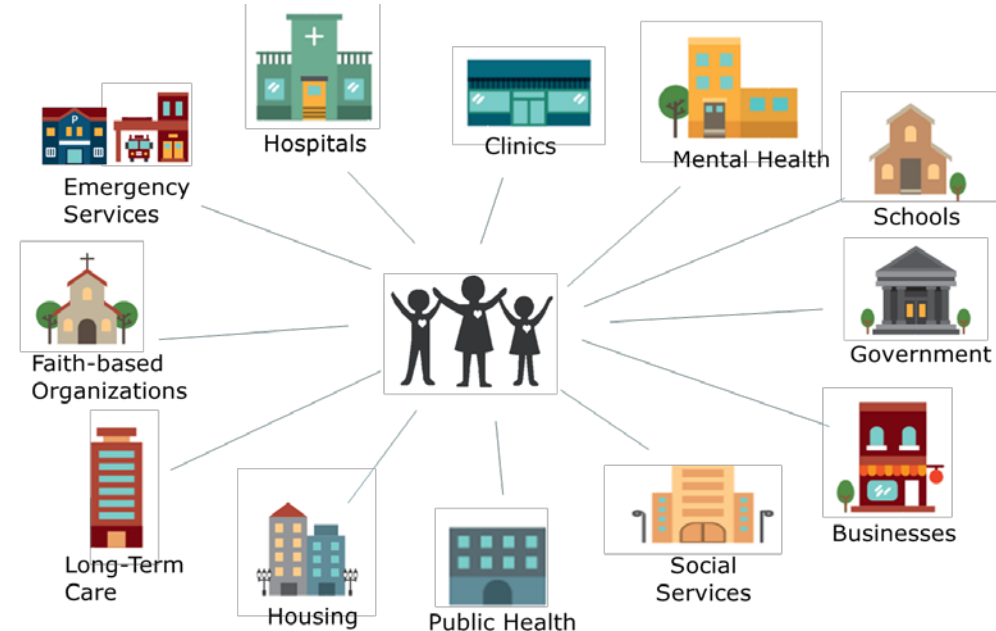 Hospitals
Clinics
Mental Health
P
Emergency
Services
Schools
Faith-based
Organizations
Government
Long-Term
Care
Housing
Public Health
Social
Services
Businesses